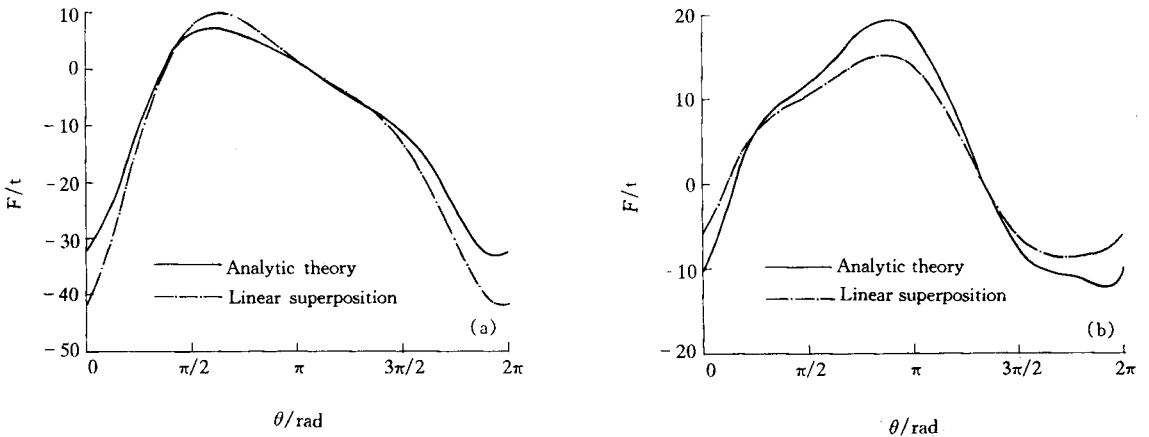 10
0
－10
－20
－30
－40
－50
F/t
Analytic theory
Linear superposition
(a)
0 π/2 π 3π/2 2π
θ/rad
20
10
0
10
－20
F/t
Analytic theory
Linear superposition
(b)
0 π/2 π 3π/2 2π
θ/rad